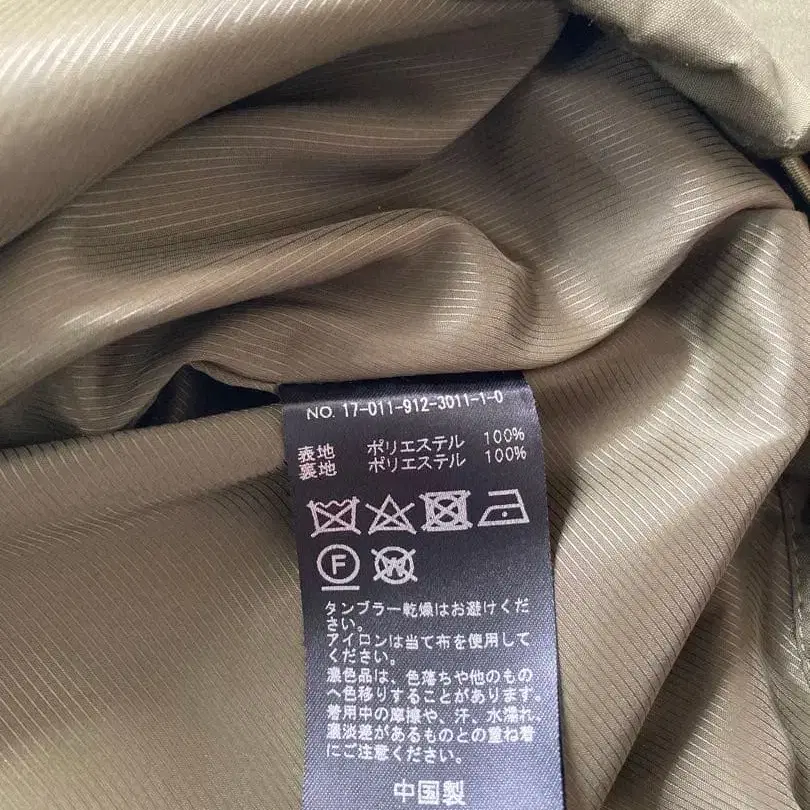 NO. 17-011-912-3011-1-0
表地 ポリエステル 100%
裏地 ポリエステル 100%
F W
タンブラー乾燥はお避けくだ
さい。
アイロンは当て布を使用して
ください。
濃色品は、色落ちや他のもの
へ色移りすることがあります。
着用中の摩擦や、汗、水濡れ、
濃淡差があるものとの重ね着
にご注意ください。
中国製